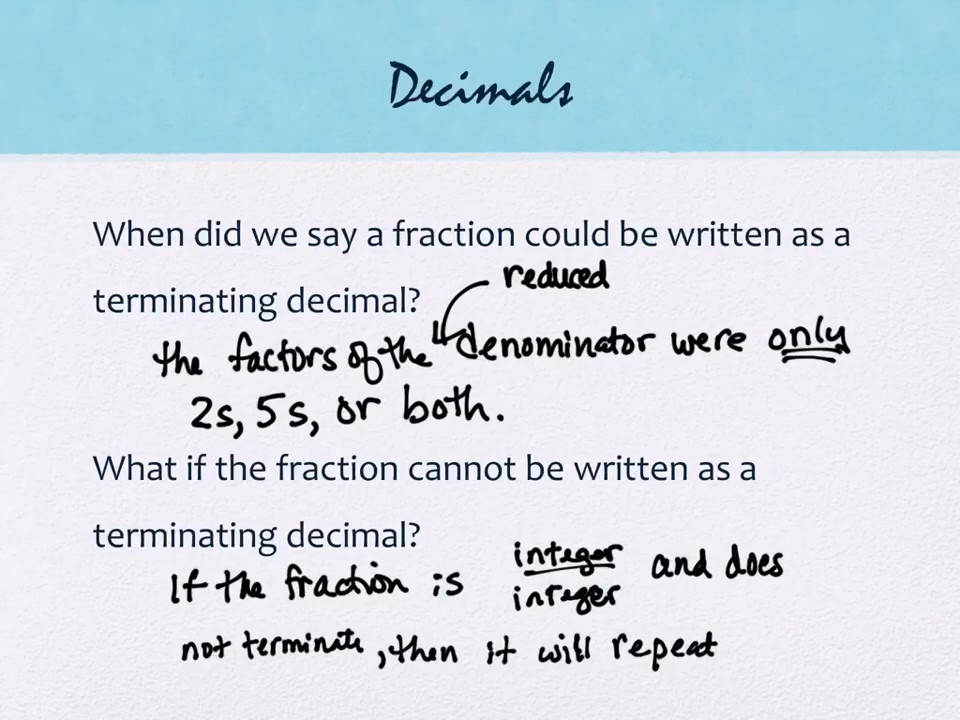 Decimals
When did we say a fraction could be written as a
reduced
terminating decimal?
the factors of the denominator were only
2s, 5s, or both.
What if the fraction cannot be written as a
terminating decimal?
If the fraction is integer and does
integer
not terminate, then it will repeat